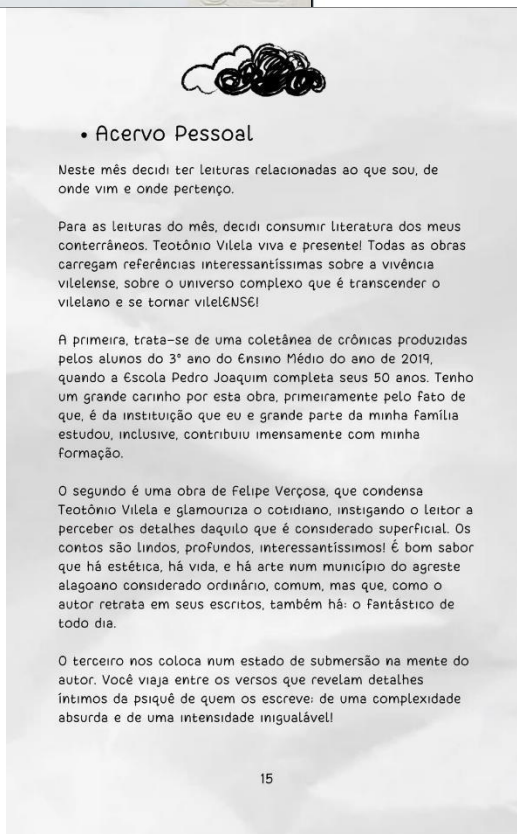 • Acervo Pessoal
Neste mês decidi ter leituras relacionadas ao que sou, de
onde vim e onde pertenço.
Para as leituras do mês, decidi consumir literatura dos meus
conterrâneos. Teotônio Vilela viva e presente! Todas as obras
carregam referências interessantíssimas sobre a vivência
vilelense, sobre o universo complexo que é transcender o
vilelano e se tornar vilelENSE!
A primeira, trata-se de uma coletânea de crônicas produzidas
pelos alunos do 3° ano do Ensino Médio do ano de 2019,
quando a Escola Pedro Joaquim completa seus 50 anos. Tenho
um grande carinho por esta obra, primeiramente pelo fato de
que, é da instituição que eu e grande parte da minha família
estudou, inclusive, contribuiu imensamente com minha
formação.
O segundo é uma obra de Felipe Verçosa, que condensa
Teotônio Vilela e glamouriza o cotidiano, instigando o leitor a
perceber os detalhes daquilo que é considerado superficial. Os
contos são lindos, profundos, interessantíssimos! É bom sabor
que há estética, há vida, e há arte num município do agreste
alagoano considerado ordinário, comum, mas que, como o
autor retrata em seus escritos, também há: o fantástico de
todo dia.
O terceiro nos coloca num estado de submersão na mente do
autor. Você viaja entre os versos que revelam detalhes
íntimos da psiquê de quem os escreve: de uma complexidade
absurda e de uma intensidade inigualável!
15